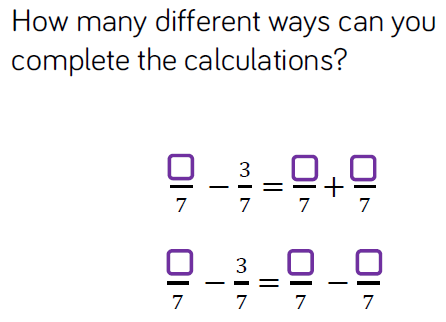 How many different ways can you
complete the calculations?
□/7 − 3/7 = □/7 + □/7
□/7 − 3/7 = □/7 − □/7